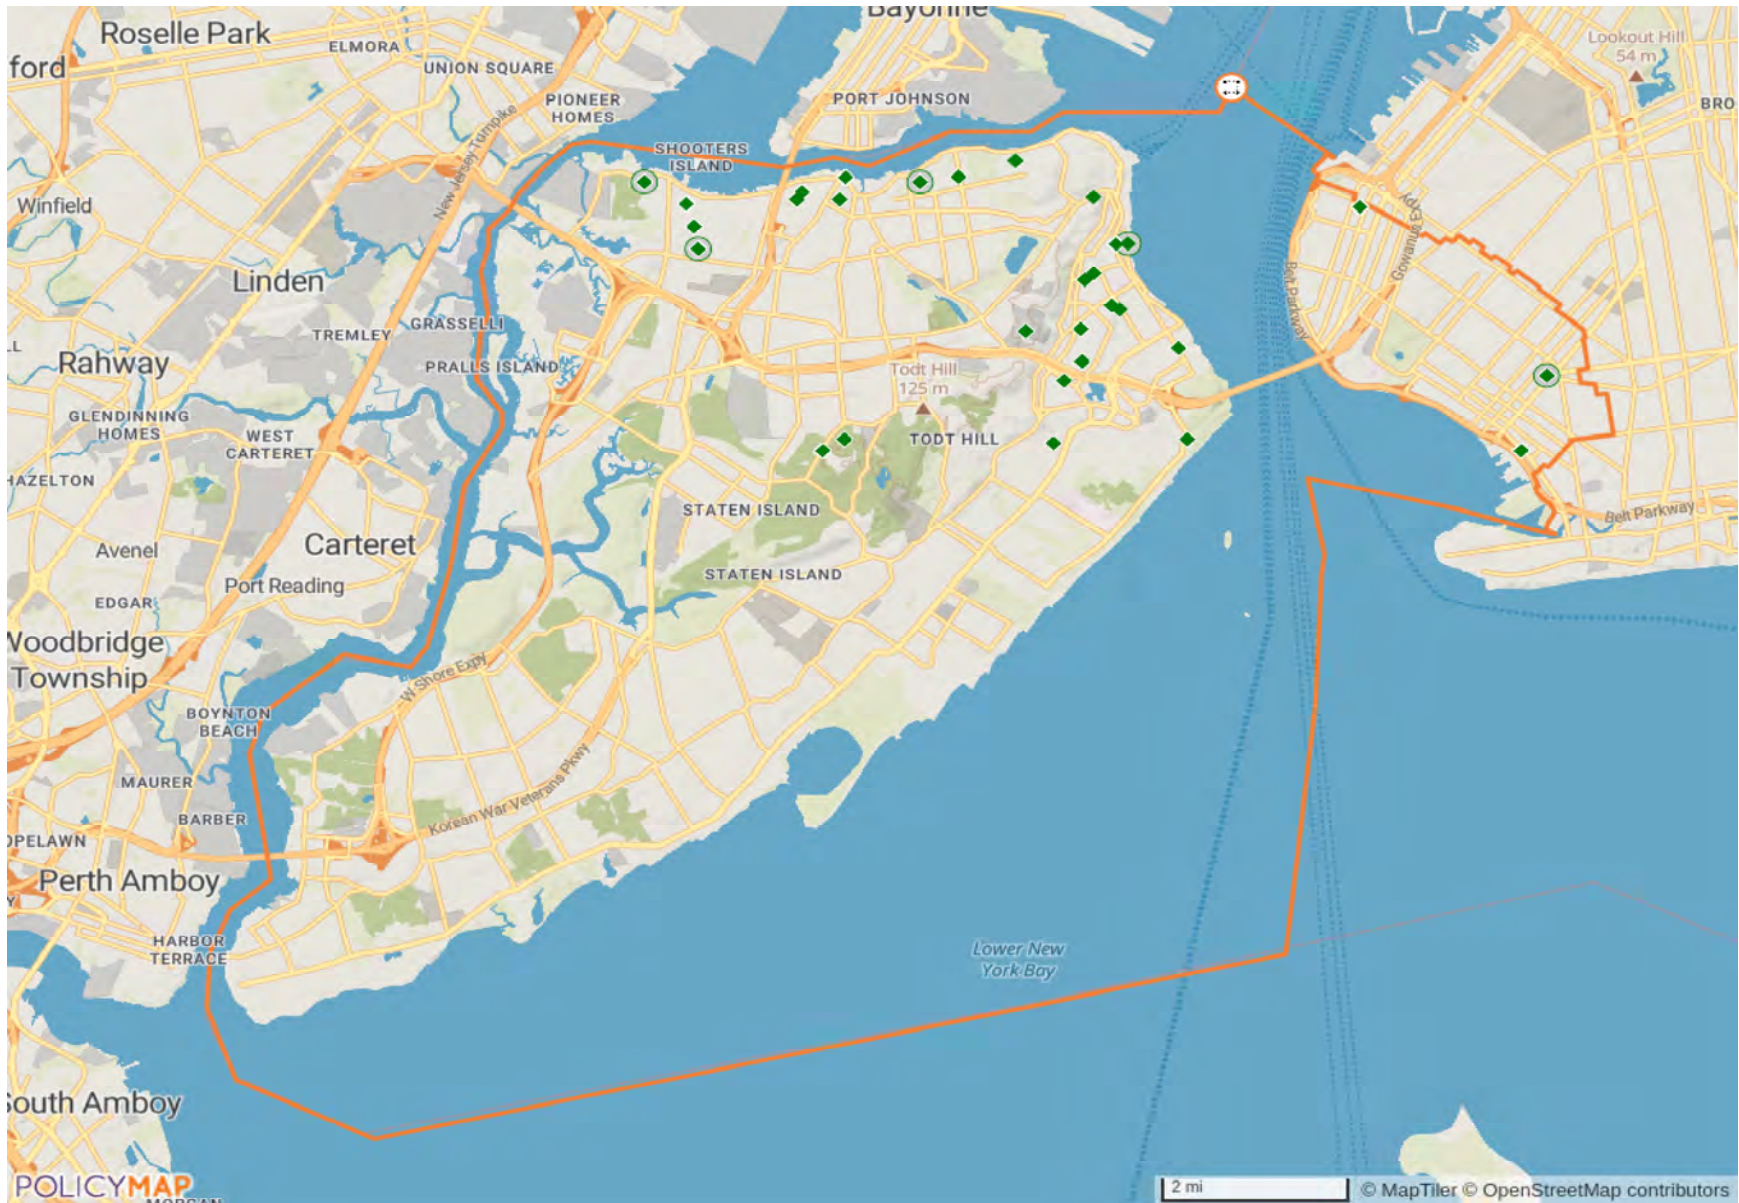 Bayonne
Roselle Park
ELMORA
Lookout Hill
54 m
ford
UNION SQUARE
PIONEER
HOMES
PORT JOHNSON
BRO
New Jersey Turnpike
SHOOTERS
ISLAND
Winfield
Gowanus Expy
Linden
Belt Parkway
GRASSELLI
TREMLEY
LL
Rahway
PRALLS ISLAND
Todt Hill
125 m
GLENDINNING
HOMES
WEST
CARTERET
TODT HILL
HAZELTON
STATEN ISLAND
Belt Parkway
Avenel
Carteret
STATEN ISLAND
Port Reading
EDGAR
Woodbridge
Township
W Shore Expy
BOYNTON
BEACH
MAURER
Korean War Veterans Pkwy
BARBER
OPELAWN
Perth Amboy
Y
HARBOR
TERRACE
Lower New
York Bay
South Amboy
POLICYMAP
MORGAN
2 mi
© MapTiler © OpenStreetMap contributors